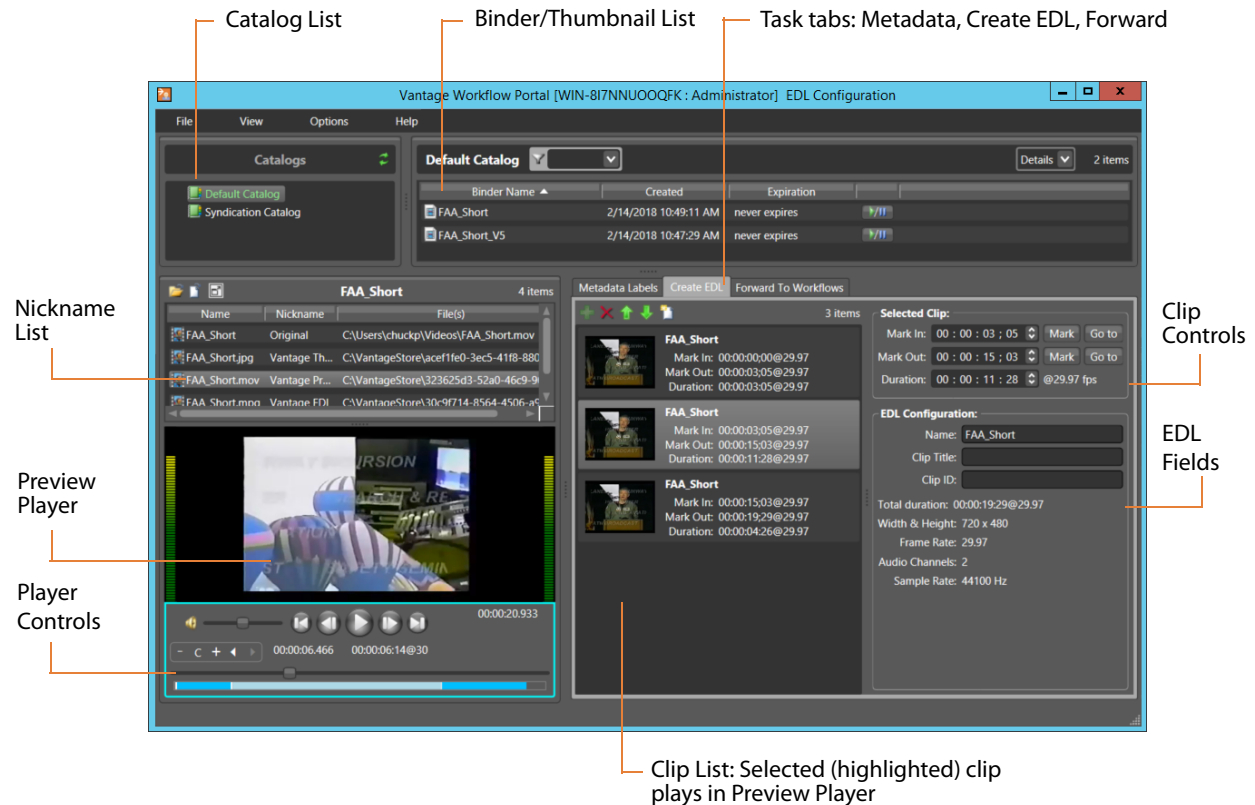 Catalog List
Binder/Thumbnail List
Task tabs: Metadata, Create EDL, Forward
Vantage Workflow Portal [WIN-8I7NNUOOQFK : Administrator] EDL Configuration
File View Options Help
Catalogs
Default Catalog
Syndication Catalog
Default Catalog
Details
2 items
Binder Name Created Expiration
FAA_Short 2/14/2018 10:49:11 AM never expires
FAA_Short_V5 2/14/2018 10:47:29 AM never expires
Nickname
List
FAA_Short
4 items
Name Nickname File(s)
FAA_Short Original C:\Users\chuckp\Videos\FAA_Short.mov
FAA_Short.jpg Vantage Th... C:\VantageStore\acef1fe0-3ec5-41f8-880
FAA_Short.mov Vantage Pr... C:\VantageStore\323625d3-52a0-46c9-9
FAA_Short.mpg Vantage EDL C:\VantageStore\30c9f714-8564-4506-a9
Preview
Player
Player
Controls
00:00:20.933
- C +
00:00:06.466 00:00:06:14@30
Metadata Labels Create EDL Forward To Workflows
3 items
FAA_Short
Mark In: 00:00:00;00@29.97
Mark Out: 00:00:03;05@29.97
Duration: 00:00:03:05@29.97
FAA_Short
Mark In: 00:00:03;05@29.97
Mark Out: 00:00:15;03@29.97
Duration: 00:00:11:28@29.97
FAA_Short
Mark In: 00:00:15;03@29.97
Mark Out: 00:00:19;29@29.97
Duration: 00:00:04:26@29.97
Selected Clip:
Mark In: 00 : 00 : 03 ; 05 Mark Go to
Mark Out: 00 : 00 : 15 ; 03 Mark Go to
Duration: 00 : 00 : 11 : 28 @29.97 fps
EDL Configuration:
Name: FAA_Short
Clip Title:
Clip ID:
Total duration: 00:00:19:29@29.97
Width & Height: 720 x 480
Frame Rate: 29.97
Audio Channels: 2
Sample Rate: 44100 Hz
Clip
Controls
EDL
Fields
Clip List: Selected (highlighted) clip
plays in Preview Player